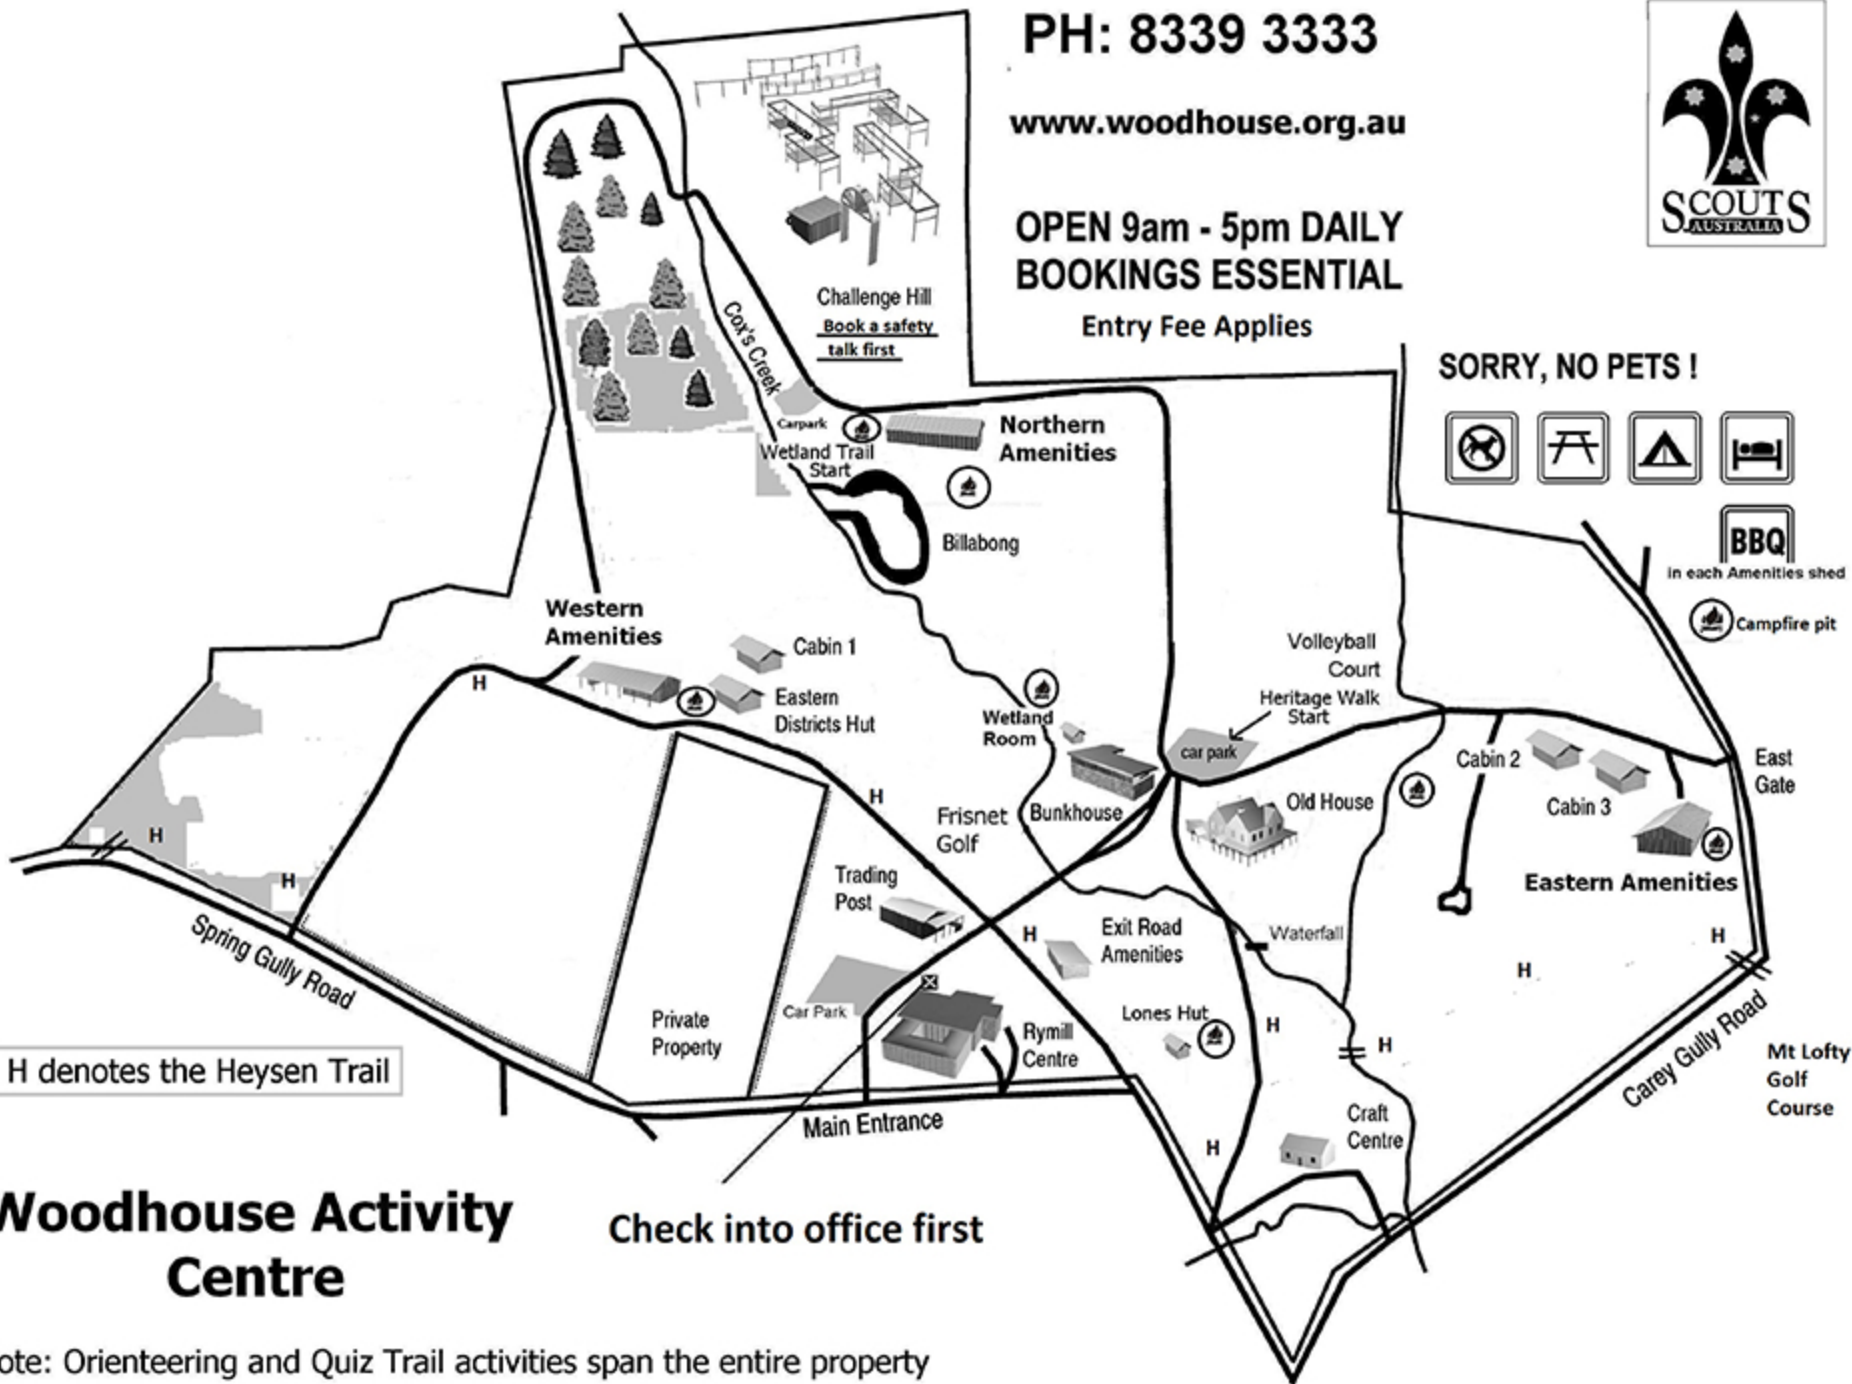 PH: 8339 3333
www.woodhouse.org.au
OPEN 9am - 5pm DAILY
BOOKINGS ESSENTIAL
Entry Fee Applies
SCOUTS
AUSTRALIA
SORRY, NO PETS !
BBQ
in each Amenities shed
Campfire pit
Challenge Hill
Book a safety
talk first
Cox's Creek
Carpark
Northern
Amenities
Wetland Trail
Start
Billabong
Western
Amenities
Cabin 1
Eastern
Districts Hut
H
Volleyball
Court
Heritage Walk
Start
Wetland
Room
car park
Cabin 2
East
Gate
Cabin 3
Old House
Bunkhouse
Frisnet
Golf
H
H
H
Trading
Post
Eastern Amenities
Exit Road
Amenities
Waterfall
H
H
H
Spring Gully Road
Car Park
Private
Property
Lones Hut
Rymill
Centre
H
H
Carey Gully Road
Mt Lofty
Golf
Course
H denotes the Heysen Trail
Main Entrance
Craft
Centre
H
Woodhouse Activity
Centre
Check into office first
ote: Orienteering and Quiz Trail activities span the entire property